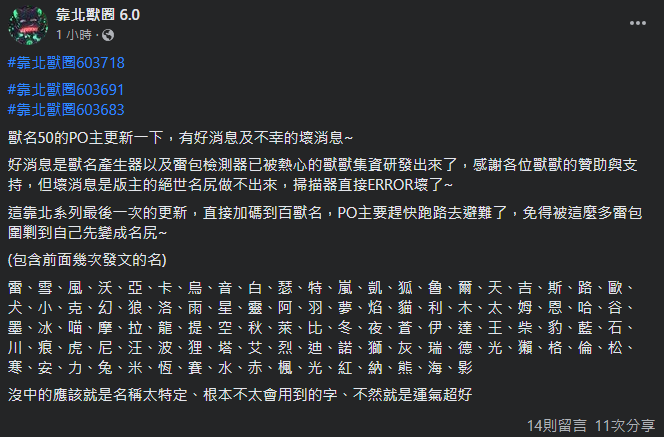 靠北獸圈 6.0
1 小時
#靠北獸圈603718
#靠北獸圈603691
#靠北獸圈603683
獸名50的PO主更新一下，有好消息及不幸的壞消息~
好消息是獸名產生器以及雷包檢測器已被熱心的獸獸集資研發出來了，感謝各位獸獸的贊助與支
持，但壞消息是版主的絕世名尻做不出來，掃描器直接ERROR壞了~
這靠北系列最後一次的更新，直接加碼到百獸名，PO主要趕快跑路去避難了，免得被這麼多雷包
圍剿到自己先變成名尻~
(包含前面幾次發文的名)
雷、雪、風、沃、亞、卡、烏、音、白、瑟、特、嵐、凱、狐、魯、爾、天、吉、斯、路、歐、
犬、小、克、幻、狼、洛、雨、星、靈、阿、羽、夢、焰、貓、利、木、太、姆、恩、哈、谷、
墨、冰、喵、摩、拉、龍、提、空、秋、萊、比、冬、夜、蒼、伊、達、王、柴、豹、藍、石、
川、痕、虎、尼、汪、波、狸、塔、艾、烈、迪、諾、獅、灰、瑞、德、光、獺、格、倫、松、
寒、安、力、兔、米、恆、賽、水、赤、楓、光、紅、納、熊、海、影
沒中的應該就是名稱太特定、根本不太會用到的字、不然就是運氣超好
14則留言 11次分享